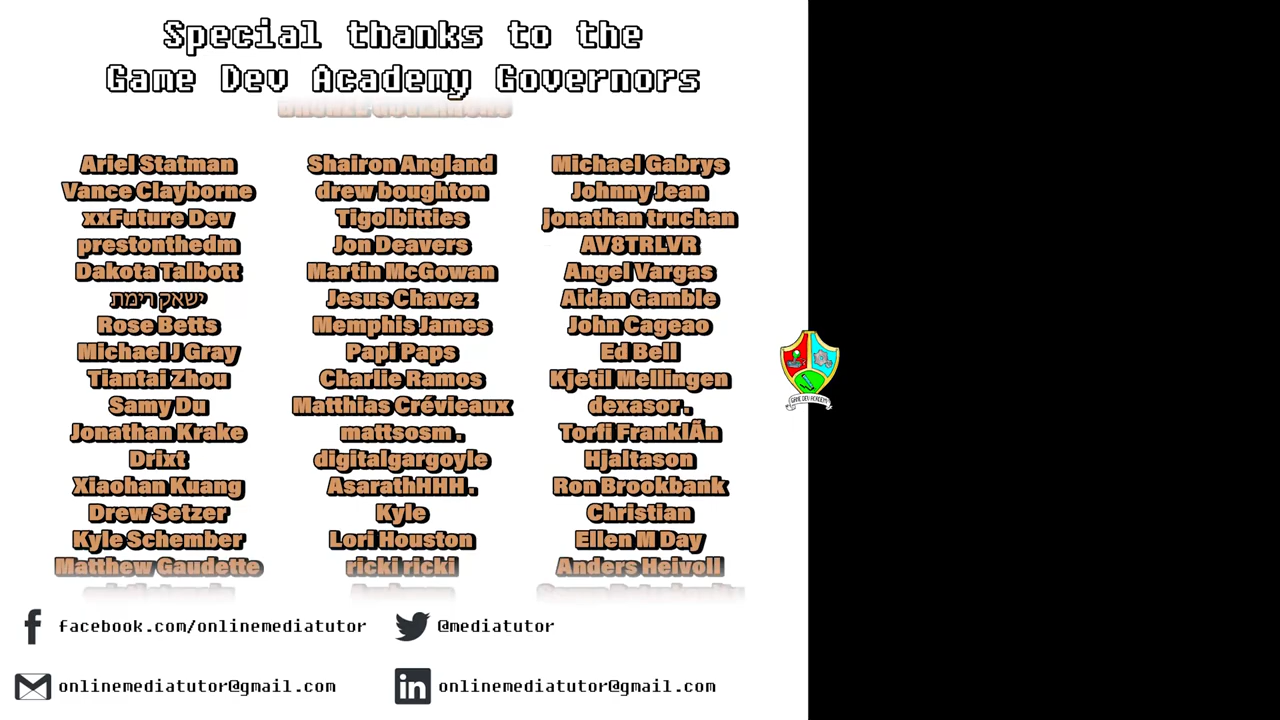 Special thanks to the
Game Dev Academy Governors
Ariel Statman
Vance Clayborne
xxFuture Dev
prestonthedm
Dakota Talbott
ישאק רימת
Rose Betts
Michael J Gray
Tiantai Zhou
Samy Du
Jonathan Krake
Drixt
Xiaohan Kuang
Drew Setzer
Kyle Schember
Matthew Gaudette
Shairon Angland
drew boughton
Tigolbitties
Jon Deavers
Martin McGowan
Jesus Chavez
Memphis James
Papi Paps
Charlie Ramos
Matthias Crévieaux
mattsosm .
digitalgargoyle
AsarathHHH .
Kyle
Lori Houston
ricki ricki
Michael Gabrys
Johnny Jean
jonathan truchan
AV8TRLVR
Angel Vargas
Aidan Gamble
John Cageao
Ed Bell
Kjetil Mellingen
dexasor .
Torfi FranklÃn
Hjaltason
Ron Brookbank
Christian
Ellen M Day
Anders Heivoll
GAME DEV ACADEMY
facebook.com/onlinemediatutor
@mediatutor
onlinemediatutor@gmail.com
onlinemediatutor@gmail.com